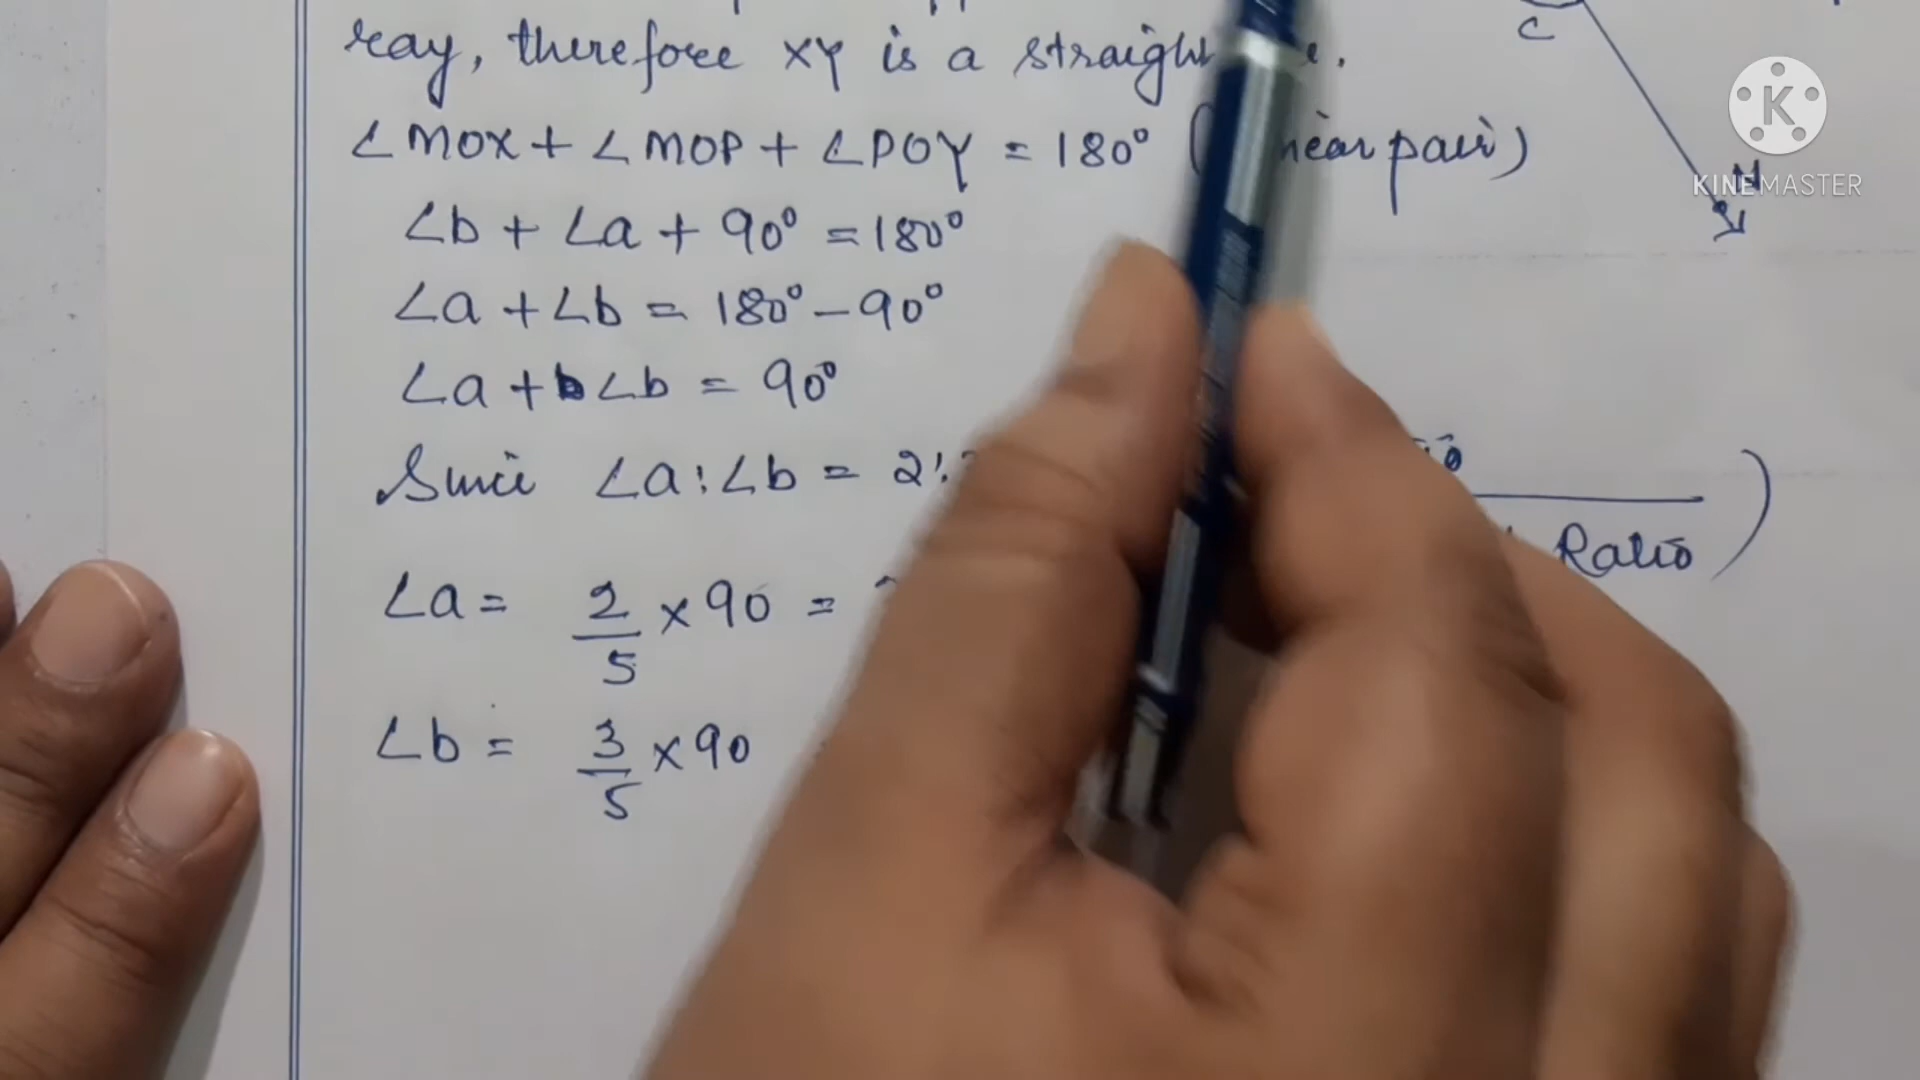 ray, therefore XY is a straight
∠MOX + ∠MOP + ∠POY = 180° ( pair)
∠b + ∠a + 90° = 180°
∠a + ∠b = 180° - 90°
∠a + ∠b = 90°
Since ∠a : ∠b = 2:
Ratio
∠a = 2/5 × 90 =
∠b = 3/5 × 90
C
M
K
KINEMASTER